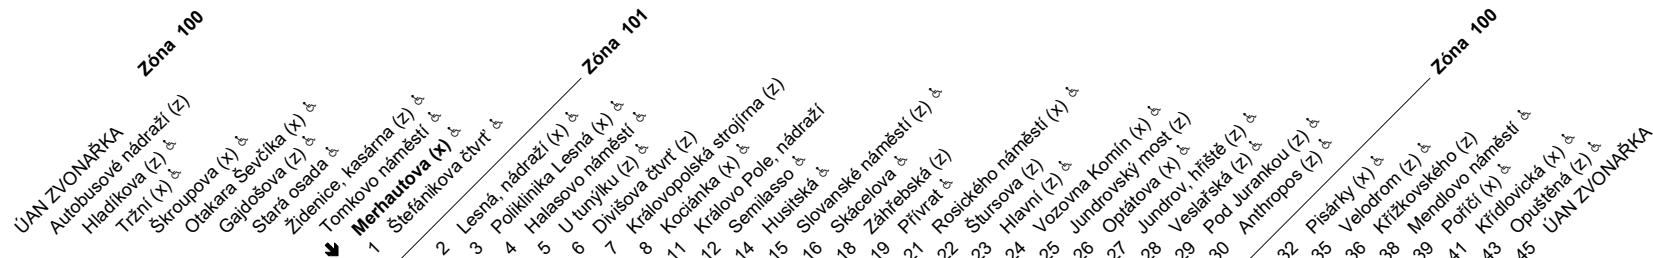 Zóna 100
ÚAN ZVONAŘKA
Autobusové nádraží (z)
Hladíkova (z) ♿
Tržní (x) ♿
Škroupova (x) ♿
Otakara Ševčíka (x) ♿
Gajdošova (z) ♿
Stará osada ♿
Židenice, kasárna (z) ♿
Tomkovo náměstí ♿
🡻 Merhautova (x) ♿
1 Štefánikova čtvrť ♿
Zóna 101
2 Lesná, nádraží (x) ♿
3 Poliklinika Lesná (x) ♿
4 Halasovo náměstí ♿
5 U tunýlku (z) ♿
6 Divišova čtvrť (z)
7 Královopolská strojírna (z)
8 Kociánka (x) ♿
11 Královo Pole, nádraží
12 Semilasso ♿
14 Husitská ♿
15 Slovanské náměstí (z) ♿
16 Skácelova ♿
18 Záhřebská (z)
19 Přívrat ♿
21 Rosického náměstí (x) ♿
22 Štursova (z)
23 Hlavní (z) ♿
24 Vozovna Komín (x) ♿
25 Jundrovský most (z)
26 Optátova (x) ♿
27 Jundrov, hřiště (z) ♿
28 Veslařská (z) ♿
29 Pod Jurankou (z) ♿
30 Anthropos (z) ♿
Zóna 100
32 Pisárky (x) ♿
35 Velodrom (z) ♿
36 Křížkovského (z)
38 Mendlovo náměstí ♿
39 Poříčí (x) ♿
41 Křídlovická (x) ♿
43 Opuštěná (z) ♿
45 ÚAN ZVONAŘKA